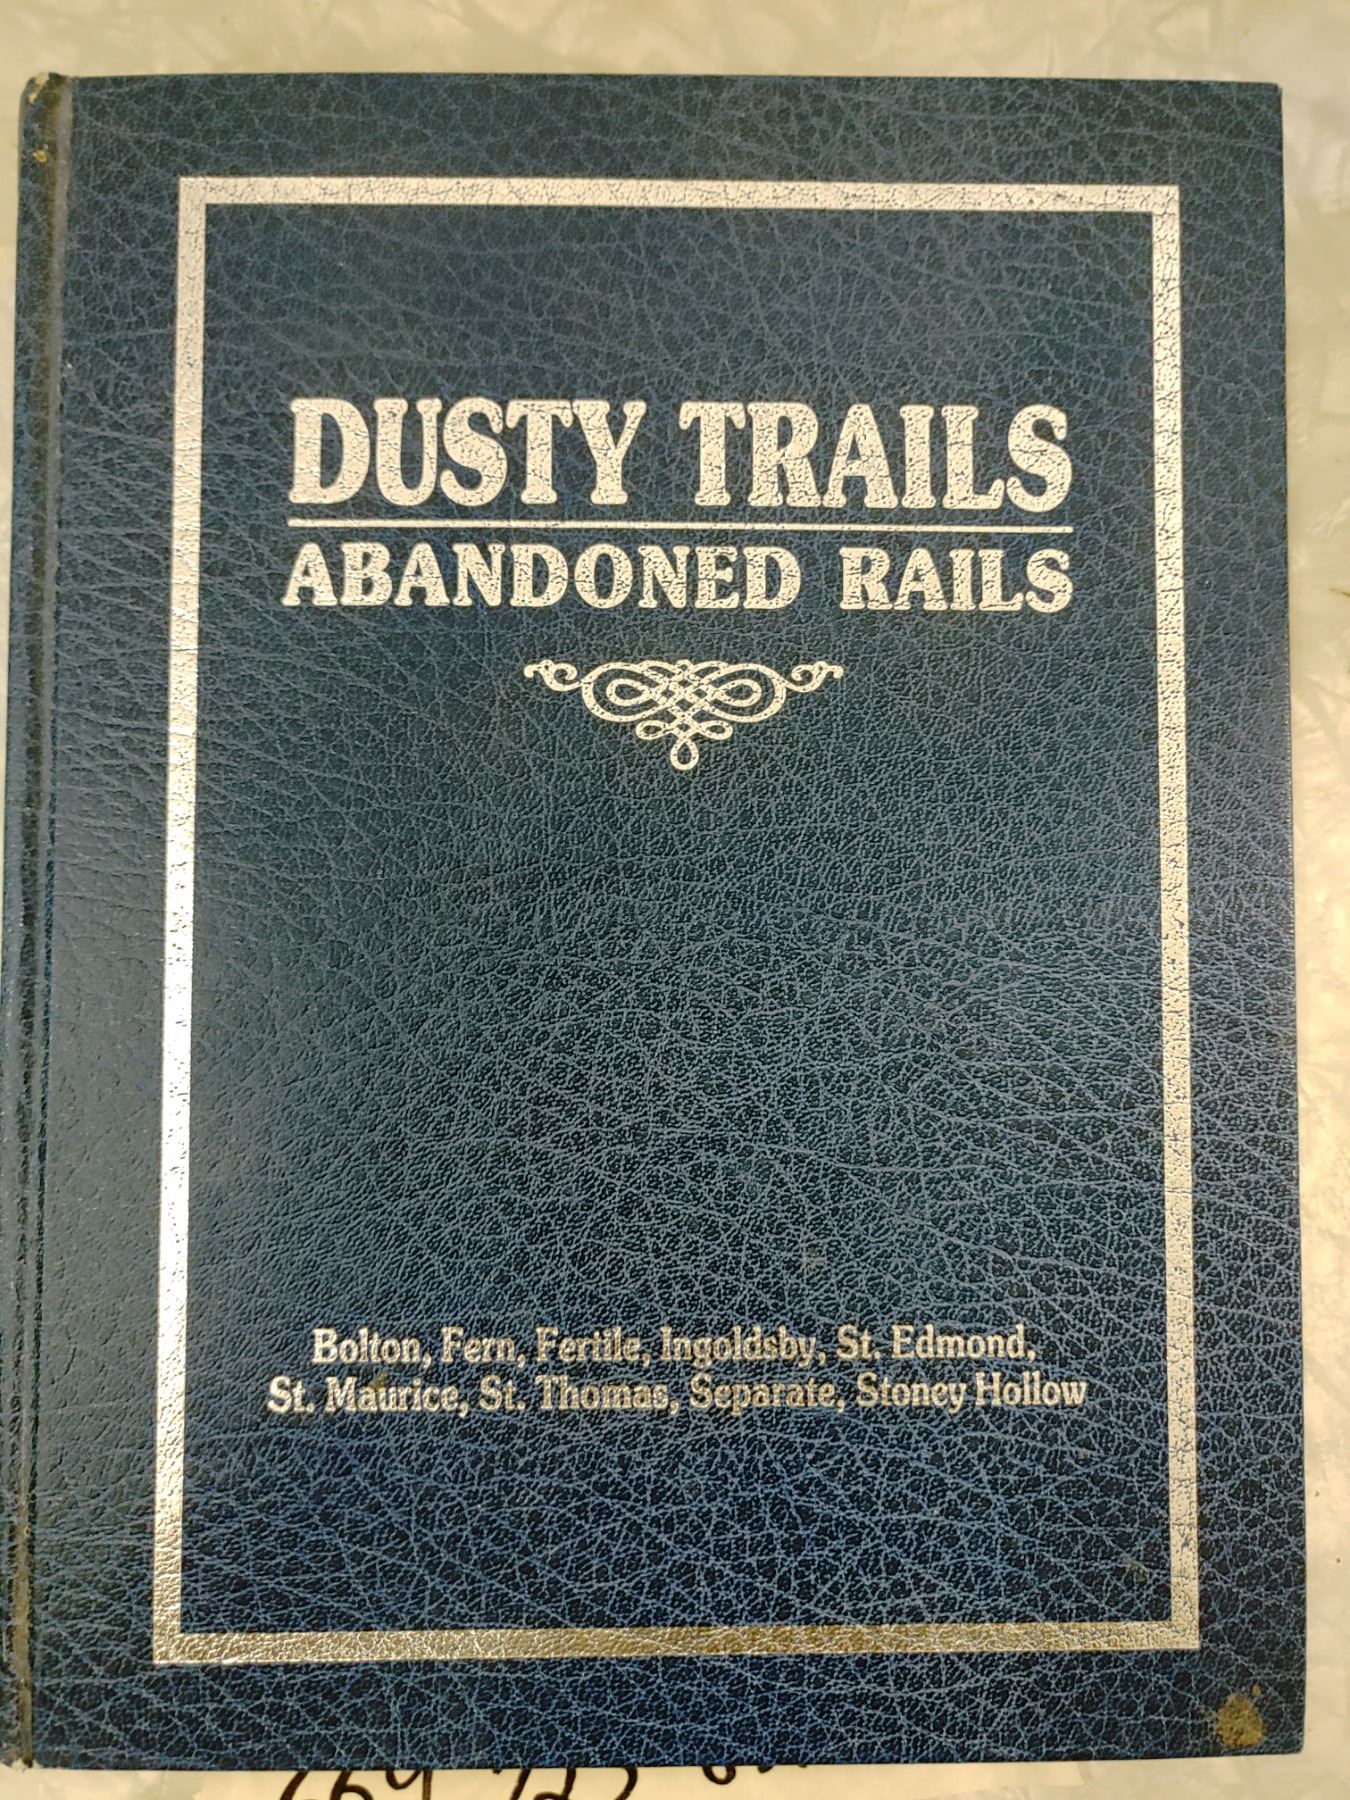 DUSTY TRAILS
ABANDONED RAILS
Bolton, Fern, Fertile, Ingoldsby, St. Edmond,
St. Maurice, St. Thomas, Separate, Stoney Hollow